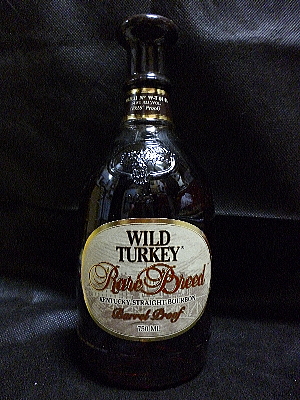 WILD
TURKEY
Rare Breed
KENTUCKY STRAIGHT BOURBON
Barrel Proof
750 Ml